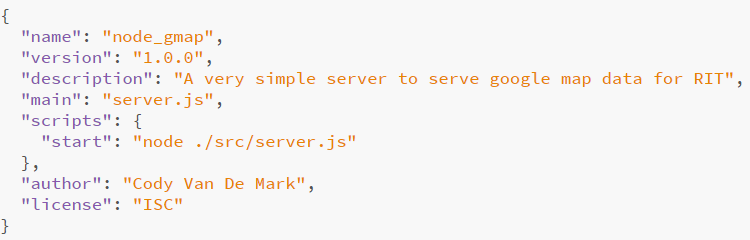 {
  "name": "node_gmap",
  "version": "1.0.0",
  "description": "A very simple server to serve google map data for RIT",
  "main": "server.js",
  "scripts": {
    "start": "node ./src/server.js"
  },
  "author": "Cody Van De Mark",
  "license": "ISC"
}